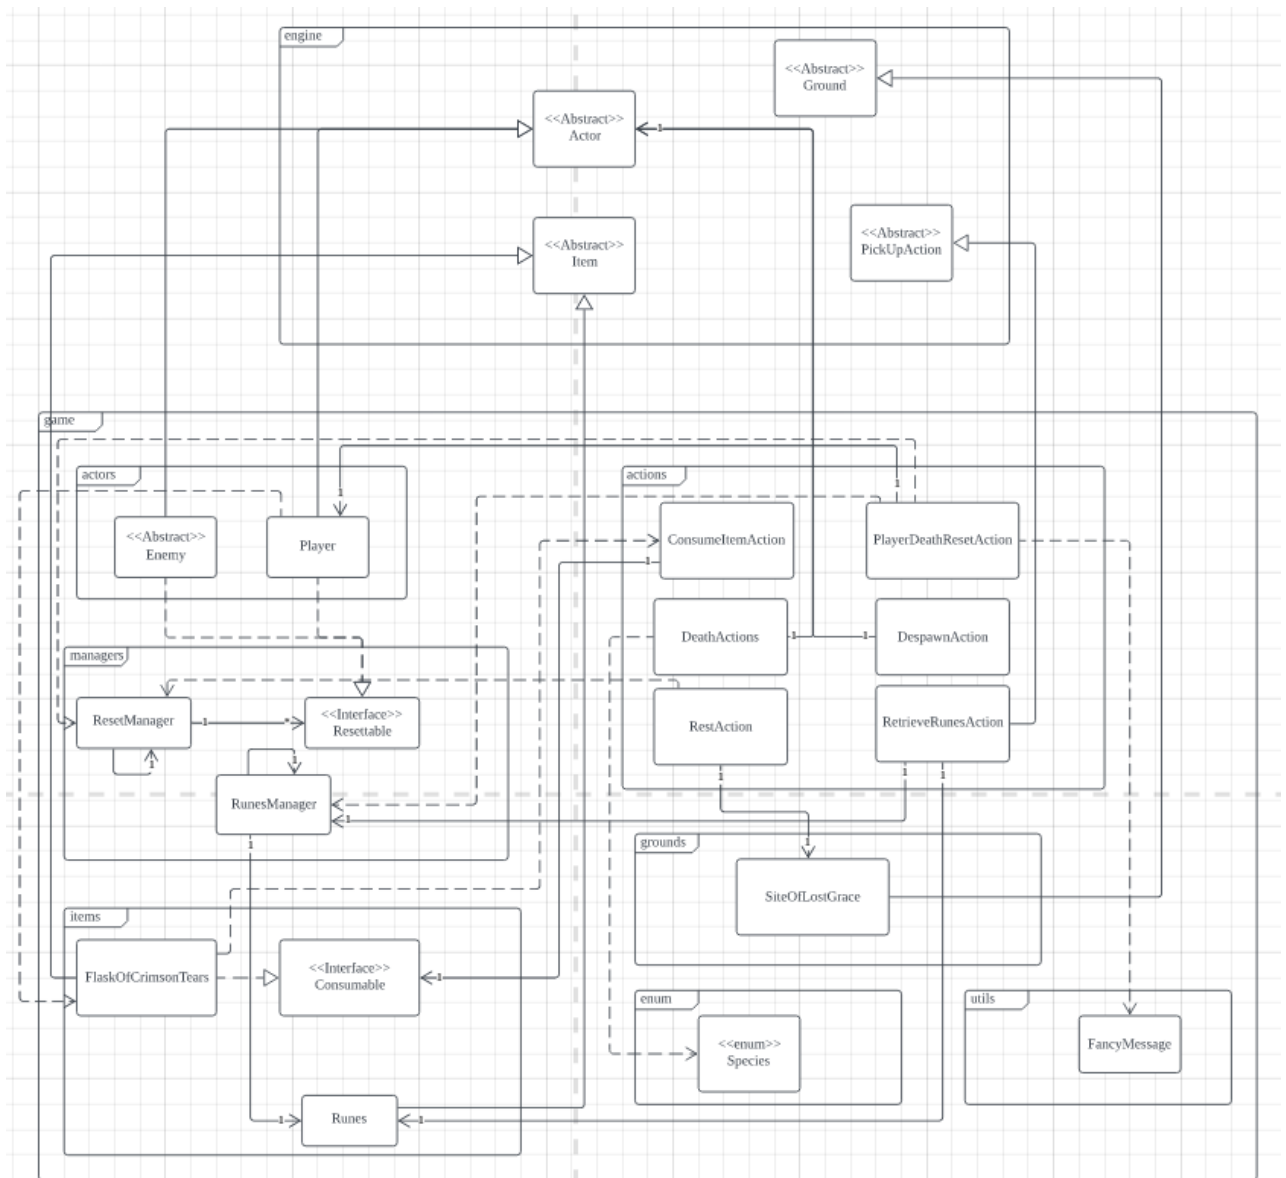 engine
<<Abstract>>
Ground
<<Abstract>>
Actor
1
<<Abstract>>
PickUpAction
<<Abstract>>
Item
game
actors
actions
1
1
<<Abstract>>
Enemy
Player
ConsumeItemAction
PlayerDeathResetAction
1
DeathActions
1
1
DespawnAction
managers
ResetManager
1
*
<<Interface>>
Resettable
RestAction
RetrieveRunesAction
1
1
RunesManager
1
1
1
1
1
1
grounds
SiteOfLostGrace
items
FlaskOfCrimsonTears
<<Interface>>
Consumable
1
enum
utils
<<enum>>
Species
FancyMessage
1
Runes
1